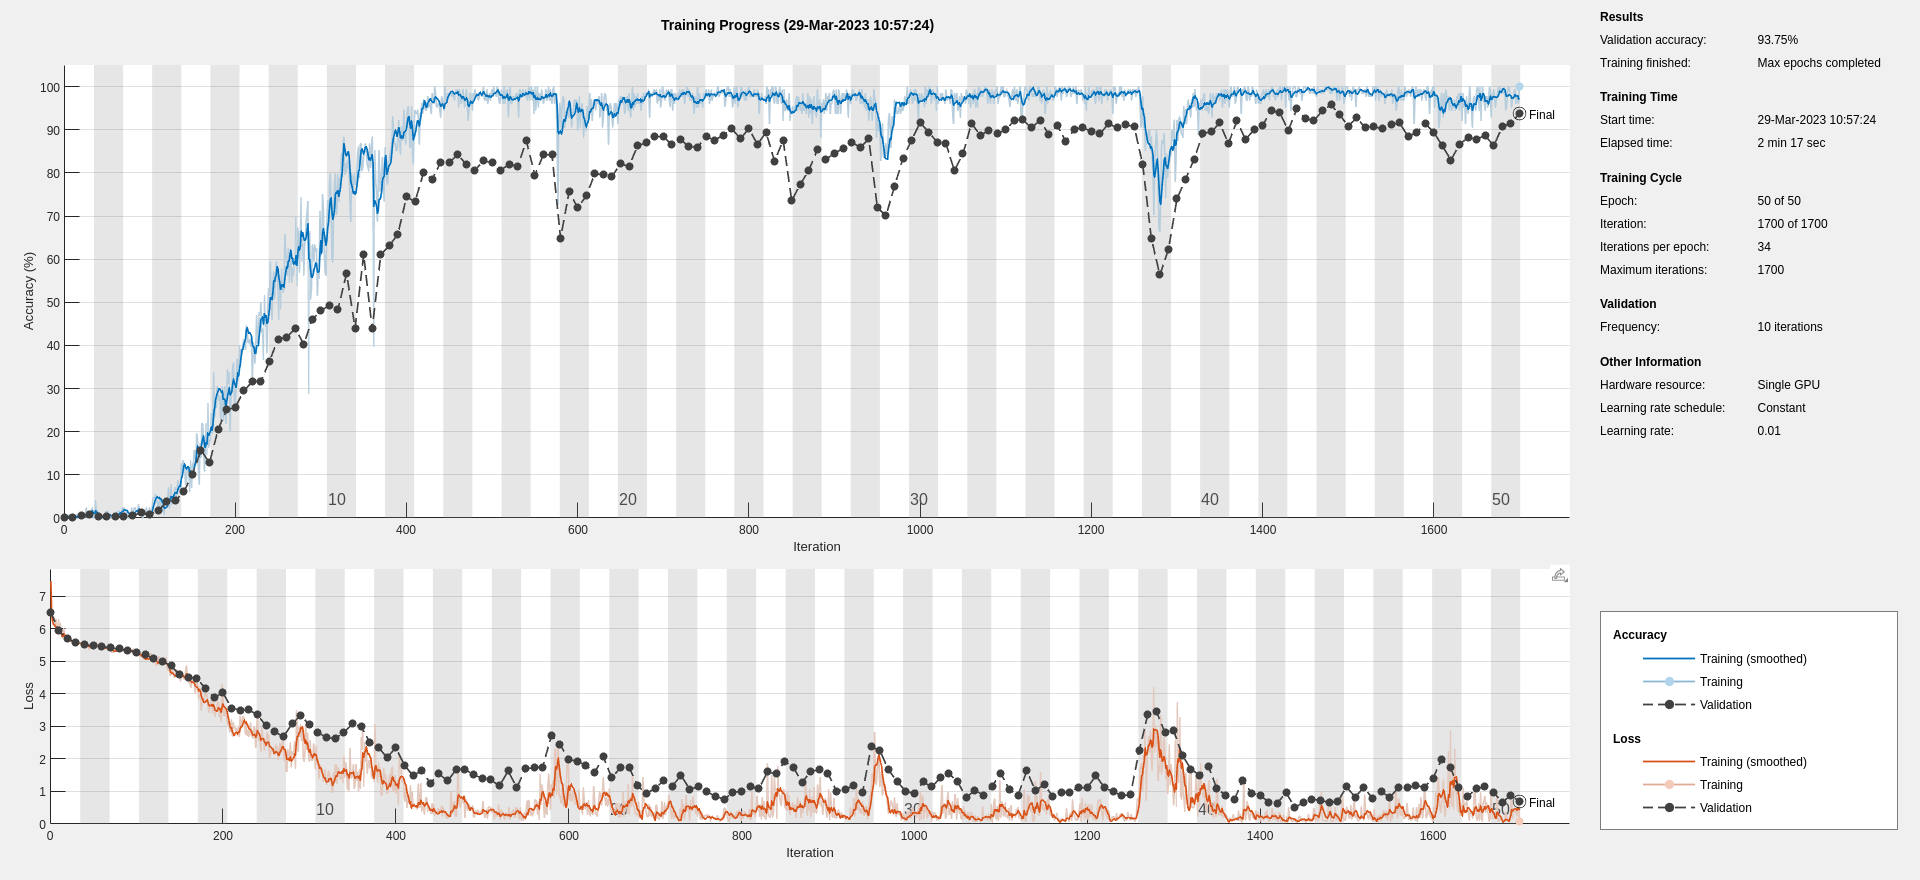 Training Progress (29-Mar-2023 10:57:24)
100
90
80
70
60
50
40
30
20
10
0
Accuracy (%)
Final
10
20
30
40
50
0
200
400
600
800
1000
1200
1400
1600
Iteration
7
6
5
4
3
2
1
0
Loss
Final
10
20
30
40
50
0
200
400
600
800
1000
1200
1400
1600
Iteration
Results
Validation accuracy: 93.75%
Training finished: Max epochs completed
Training Time
Start time: 29-Mar-2023 10:57:24
Elapsed time: 2 min 17 sec
Training Cycle
Epoch: 50 of 50
Iteration: 1700 of 1700
Iterations per epoch: 34
Maximum iterations: 1700
Validation
Frequency: 10 iterations
Other Information
Hardware resource: Single GPU
Learning rate schedule: Constant
Learning rate: 0.01
Accuracy
Training (smoothed)
Training
Validation
Loss
Training (smoothed)
Training
Validation